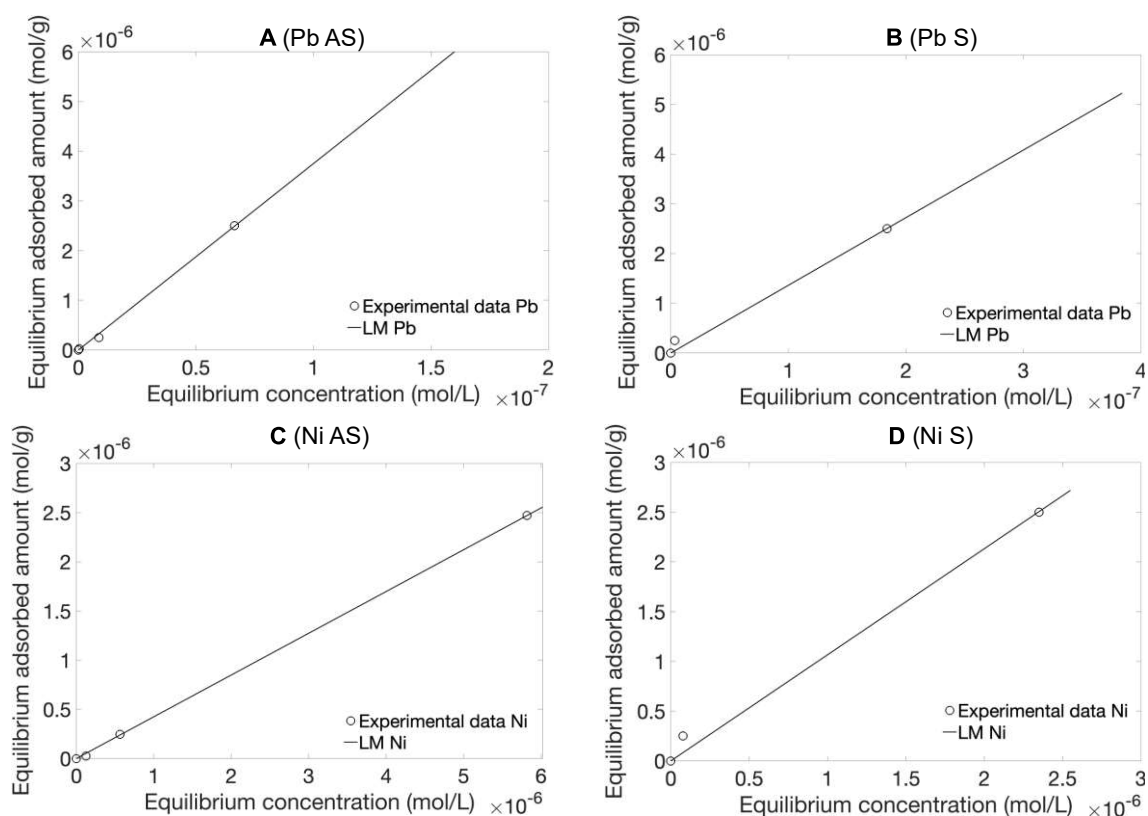 A (Pb AS)
×10⁻⁶
Equilibrium adsorbed amount (mol/g)
6
5
4
3
2
1
0
Experimental data Pb
LM Pb
0 0.5 1 1.5 2
Equilibrium concentration (mol/L) ×10⁻⁷
B (Pb S)
×10⁻⁶
Equilibrium adsorbed amount (mol/g)
6
5
4
3
2
1
0
Experimental data Pb
LM Pb
0 1 2 3 4
Equilibrium concentration (mol/L) ×10⁻⁷
C (Ni AS)
×10⁻⁶
Equilibrium adsorbed amount (mol/g)
3
2.5
2
1.5
1
0.5
0
Experimental data Ni
LM Ni
0 1 2 3 4 5 6
Equilibrium concentration (mol/L) ×10⁻⁶
D (Ni S)
×10⁻⁶
Equilibrium adsorbed amount (mol/g)
3
2.5
2
1.5
1
0.5
0
Experimental data Ni
LM Ni
0 0.5 1 1.5 2 2.5 3
Equilibrium concentration (mol/L) ×10⁻⁶